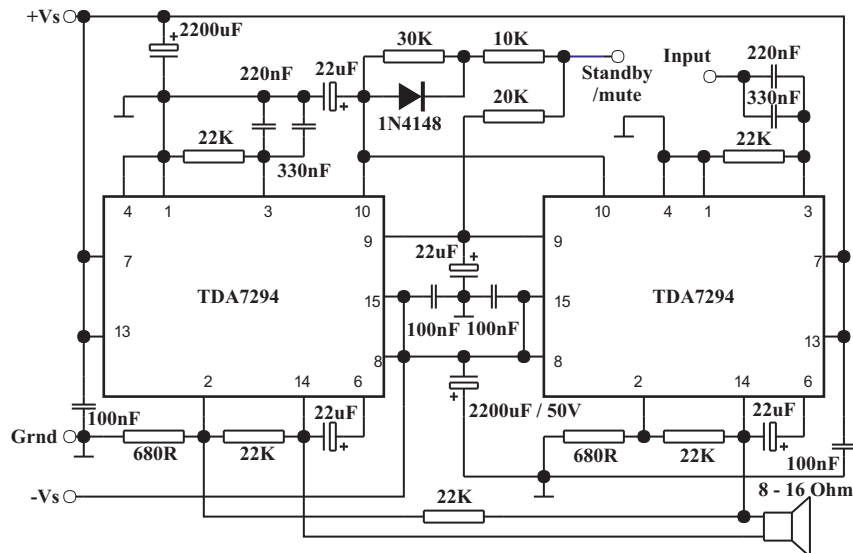 +Vs
2200uF
+
30K
10K
220nF
22uF
+
Standby
/mute
Input
220nF
330nF
1N4148
20K
22K
330nF
22K
4
1
3
10
10
4
1
3
9
9
22uF
+
7
7
TDA7294
TDA7294
15
15
100nF
100nF
13
13
8
8
2
14
6
2
14
6
100nF
22uF
+
+
2200uF / 50V
22uF
+
Grnd
680R
22K
680R
22K
100nF
-Vs
22K
8 - 16 Ohm